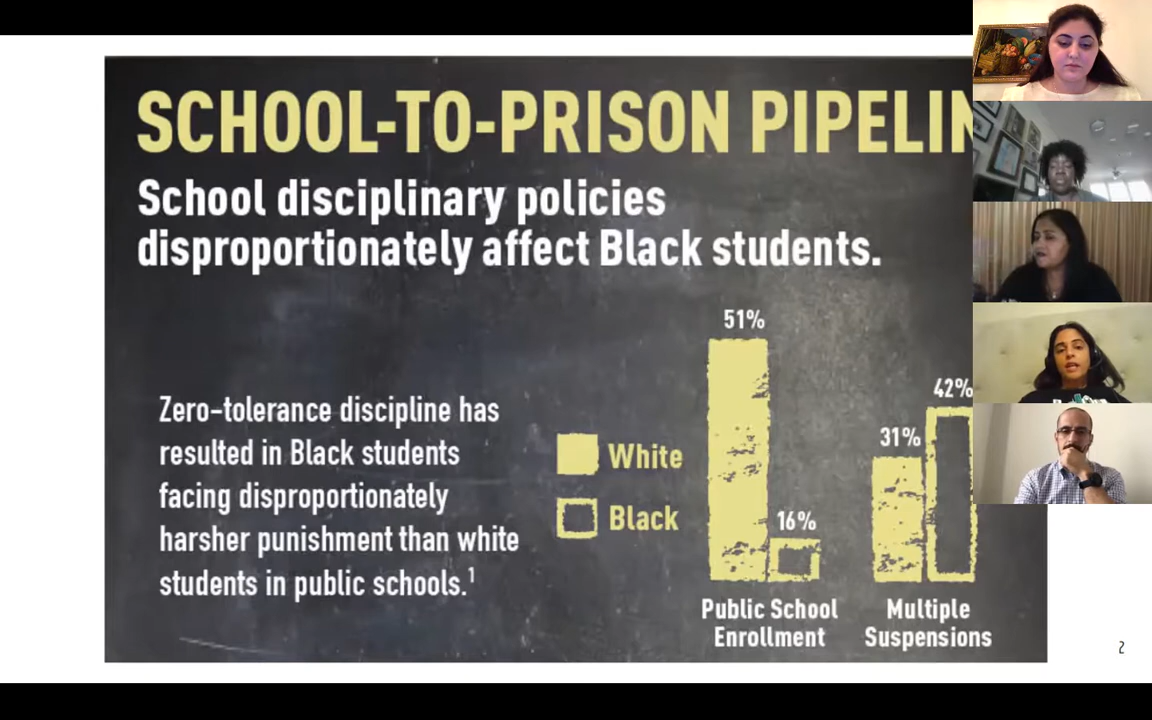 SCHOOL-TO-PRISON PIPELIN
School disciplinary policies
disproportionately affect Black students.
Zero-tolerance discipline has
resulted in Black students
facing disproportionately
harsher punishment than white
students in public schools.1
White
Black
51%
16%
Public School
Enrollment
31%
42%
Multiple
Suspensions
2